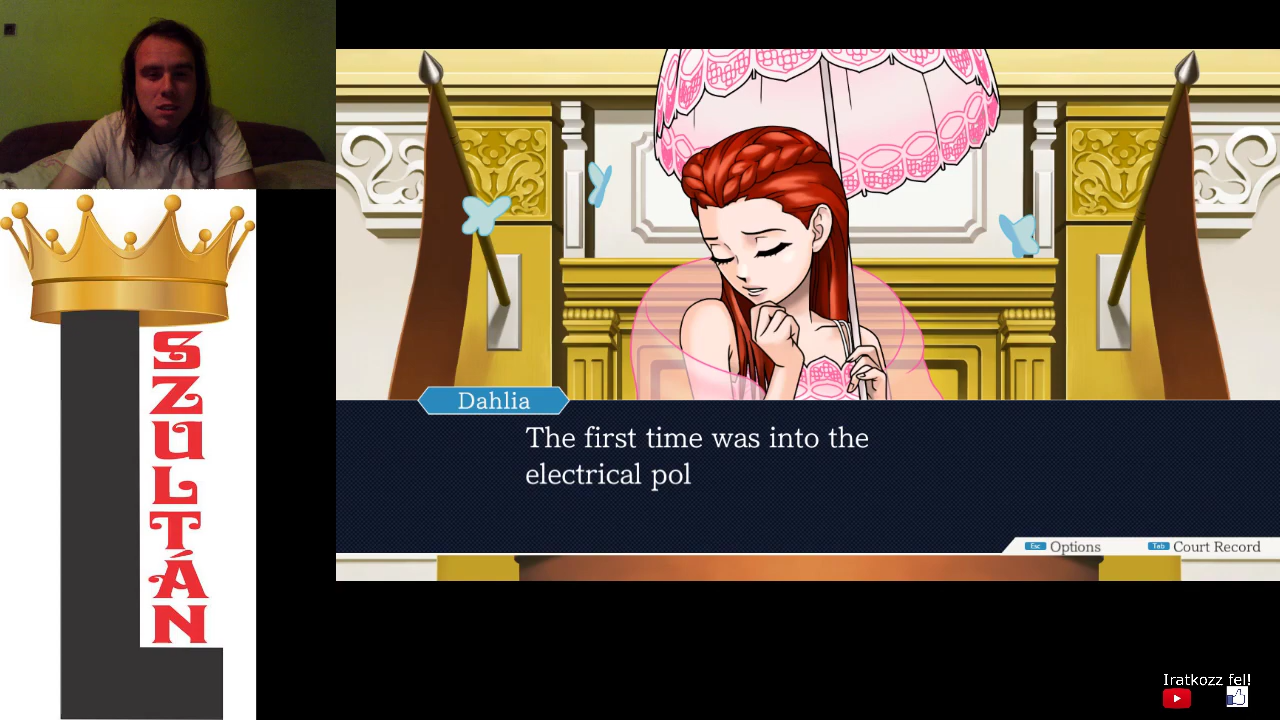 L
SZULTÁN
Dahlia
The first time was into the
electrical pol
Esc Options
Tab Court Record
Iratkozz fel!